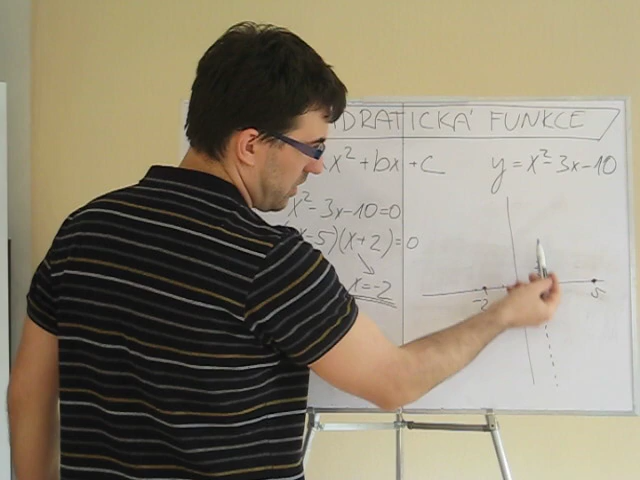 DRATICKÁ FUNKCE
x²+bx+c
y=x²-3x-10
x²-3x-10=0
x-5)(x+2)=0
x=-2
-2
5